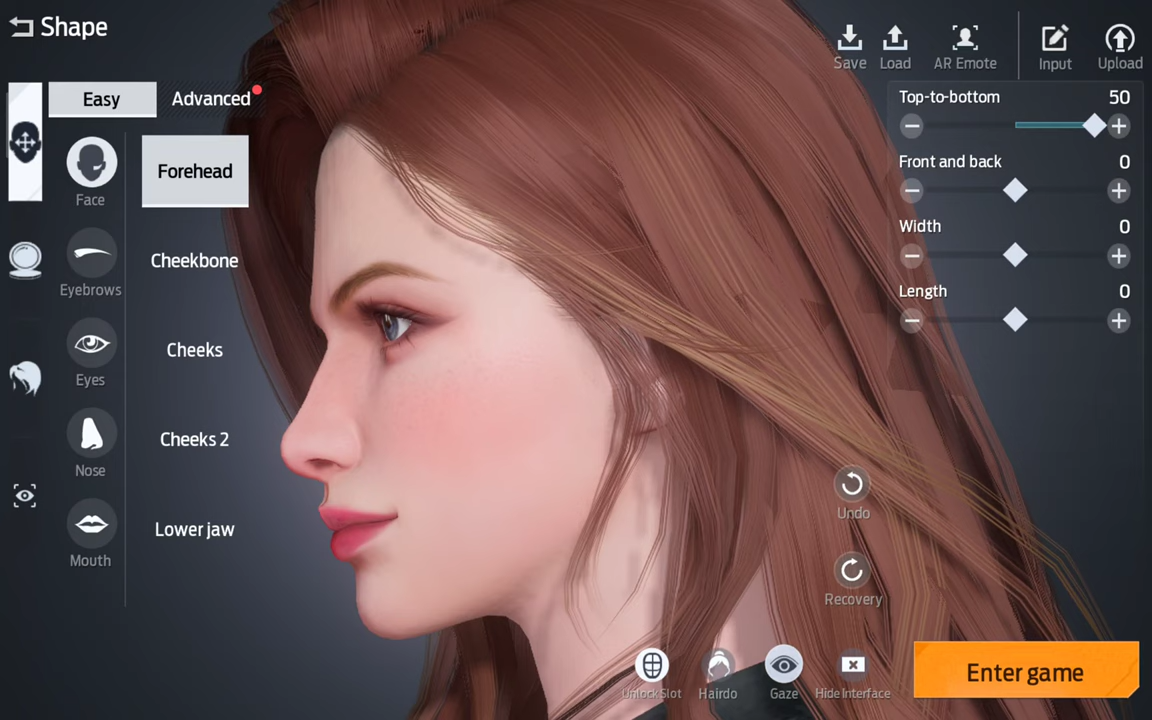 Shape
Save
Load
AR Emote
Input
Upload
Easy
Advanced
Face
Eyebrows
Eyes
Nose
Mouth
Forehead
Cheekbone
Cheeks
Cheeks 2
Lower jaw
Top-to-bottom 50
Front and back 0
Width 0
Length 0
Undo
Recovery
Unlock Slot
Hairdo
Gaze
Hide Interface
Enter game